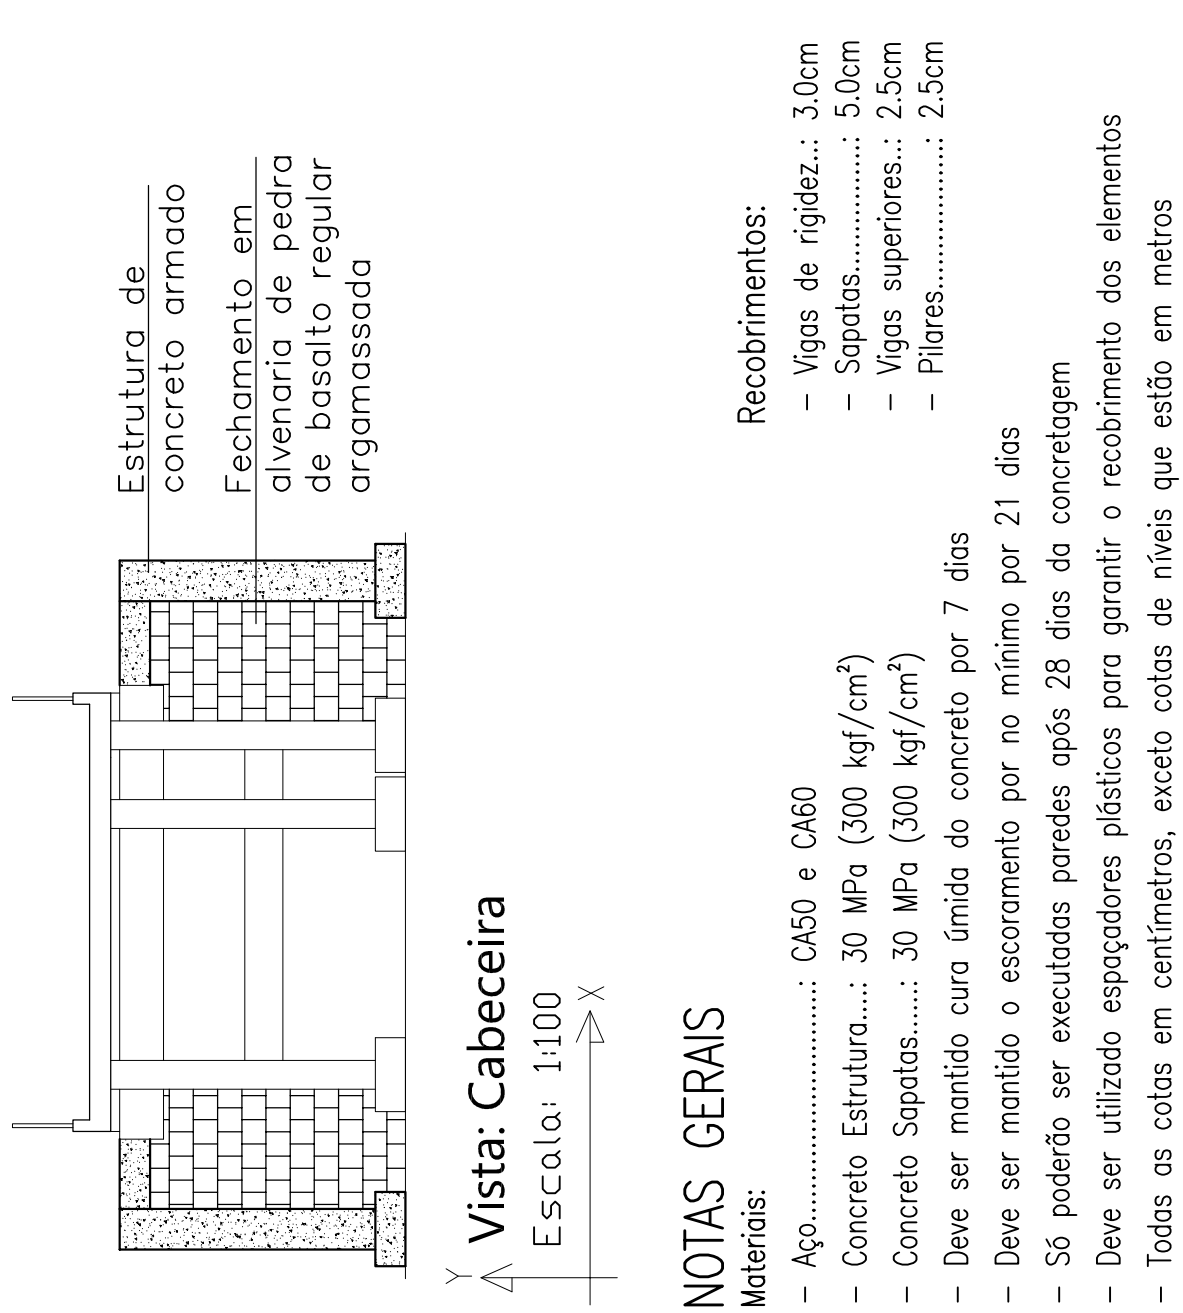 Estrutura de
concreto armado
Fechamento em
alvenaria de pedra
de basalto regular
argamassada
Vista: Cabeceira
Escala: 1:100
Y
X
NOTAS GERAIS
Materiais:
- Aço..............................: CA50 e CA60
- Concreto Estrutura....: 30 MPa (300 kgf/cm²)
- Concreto Sapatas......: 30 MPa (300 kgf/cm²)
- Deve ser mantido cura úmida do concreto por 7 dias
- Deve ser mantido o escoramento por no mínimo por 21 dias
- Só poderão ser executadas paredes após 28 dias da concretagem
- Deve ser utilizado espaçadores plásticos para garantir o recobrimento dos elementos
- Todas as cotas em centímetros, exceto cotas de níveis que estão em metros
Recobrimentos:
- Vigas de rigidez..: 3.0cm
- Sapatas...............: 5.0cm
- Vigas superiores..: 2.5cm
- Pilares.................: 2.5cm